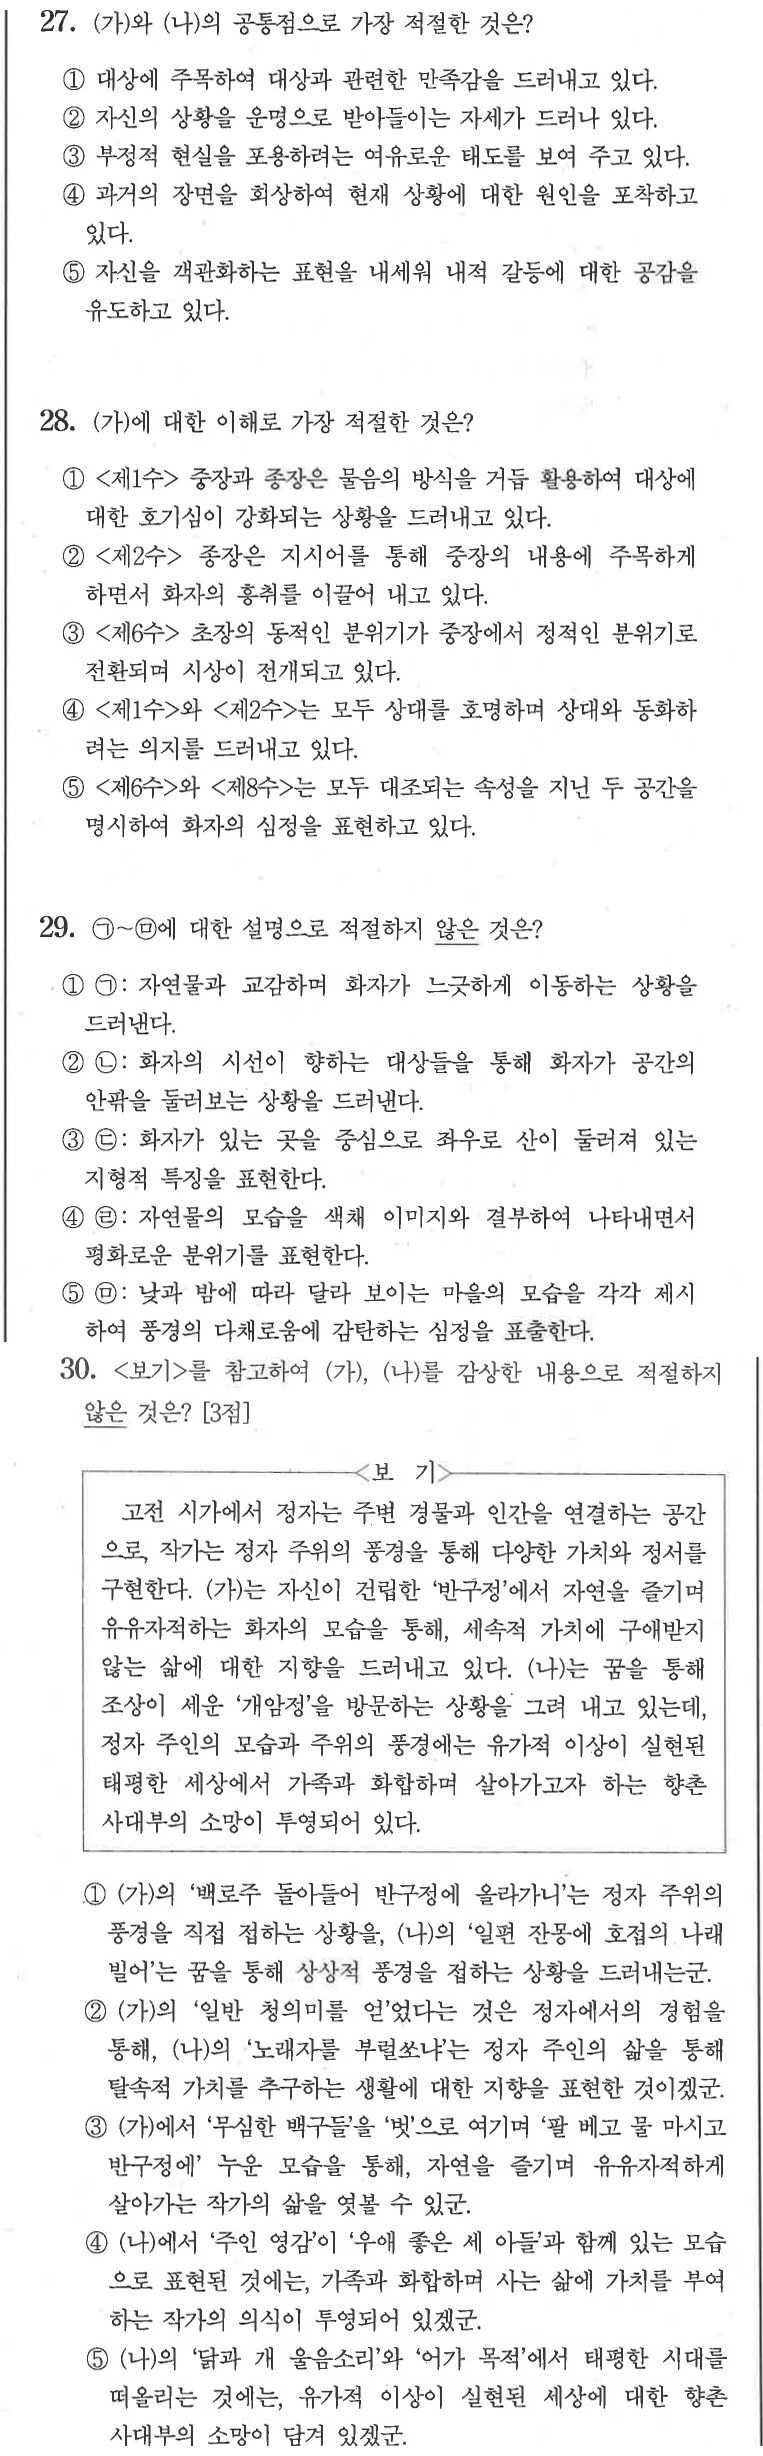 27. (가)와 (나)의 공통점으로 가장 적절한 것은?
① 대상에 주목하여 대상과 관련한 만족감을 드러내고 있다.
② 자신의 상황을 운명으로 받아들이는 자세가 드러나 있다.
③ 부정적 현실을 포용하려는 여유로운 태도를 보여 주고 있다.
④ 과거의 장면을 회상하여 현재 상황에 대한 원인을 포착하고
있다.
⑤ 자신을 객관화하는 표현을 내세워 내적 갈등에 대한 공감을
유도하고 있다.
28. (가)에 대한 이해로 가장 적절한 것은?
① <제1수> 중장과 종장은 물음의 방식을 거듭 활용하여 대상에
대한 호기심이 강화되는 상황을 드러내고 있다.
② <제2수> 종장은 지시어를 통해 중장의 내용에 주목하게
하면서 화자의 흥취를 이끌어 내고 있다.
③ <제6수> 초장의 동적인 분위기가 중장에서 정적인 분위기로
전환되며 시상이 전개되고 있다.
④ <제1수>와 <제2수>는 모두 상대를 호명하며 상대와 동화하
려는 의지를 드러내고 있다.
⑤ <제6수>와 <제8수>는 모두 대조되는 속성을 지닌 두 공간을
명시하여 화자의 심정을 표현하고 있다.
29. ㉠~㉤에 대한 설명으로 적절하지 않은 것은?
① ㉠: 자연물과 교감하며 화자가 느긋하게 이동하는 상황을
드러낸다.
② ㉡: 화자의 시선이 향하는 대상들을 통해 화자가 공간의
안팎을 둘러보는 상황을 드러낸다.
③ ㉢: 화자가 있는 곳을 중심으로 좌우로 산이 둘러져 있는
지형적 특징을 표현한다.
④ ㉣: 자연물의 모습을 색채 이미지와 결부하여 나타내면서
평화로운 분위기를 표현한다.
⑤ ㉤: 낮과 밤에 따라 달라 보이는 마을의 모습을 각각 제시
하여 풍경의 다채로움에 감탄하는 심정을 표출한다.
30. <보기>를 참고하여 (가), (나)를 감상한 내용으로 적절하지
않은 것은? [3점]
<보 기>
고전 시가에서 정자는 주변 경물과 인간을 연결하는 공간
으로, 작가는 정자 주위의 풍경을 통해 다양한 가치와 정서를
구현한다. (가)는 자신이 건립한 ‘반구정’에서 자연을 즐기며
유유자적하는 화자의 모습을 통해, 세속적 가치에 구애받지
않는 삶에 대한 지향을 드러내고 있다. (나)는 꿈을 통해
조상이 세운 ‘개암정’을 방문하는 상황을 그려 내고 있는데,
정자 주인의 모습과 주위의 풍경에는 유가적 이상이 실현된
태평한 세상에서 가족과 화합하며 살아가고자 하는 향촌
사대부의 소망이 투영되어 있다.
① (가)의 ‘백로주 돌아들어 반구정에 올라가니’는 정자 주위의
풍경을 직접 접하는 상황을, (나)의 ‘일편 잔몽에 호접의 나래
빌어’는 꿈을 통해 상상적 풍경을 접하는 상황을 드러내는군.
② (가)의 ‘일반 청의미를 얻’었다는 것은 정자에서의 경험을
통해, (나)의 ‘노래자를 부럴쏘냐’는 정자 주인의 삶을 통해
탈속적 가치를 추구하는 생활에 대한 지향을 표현한 것이겠군.
③ (가)에서 ‘무심한 백구들’을 ‘벗’으로 여기며 ‘팔 베고 물 마시고
반구정에’ 누운 모습을 통해, 자연을 즐기며 유유자적하게
살아가는 작가의 삶을 엿볼 수 있군.
④ (나)에서 ‘주인 영감’이 ‘우애 좋은 세 아들’과 함께 있는 모습
으로 표현된 것에는, 가족과 화합하며 사는 삶에 가치를 부여
하는 작가의 의식이 투영되어 있겠군.
⑤ (나)의 ‘닭과 개 울음소리’와 ‘어가 목적’에서 태평한 시대를
떠올리는 것에는, 유가적 이상이 실현된 세상에 대한 향촌
사대부의 소망이 담겨 있겠군.